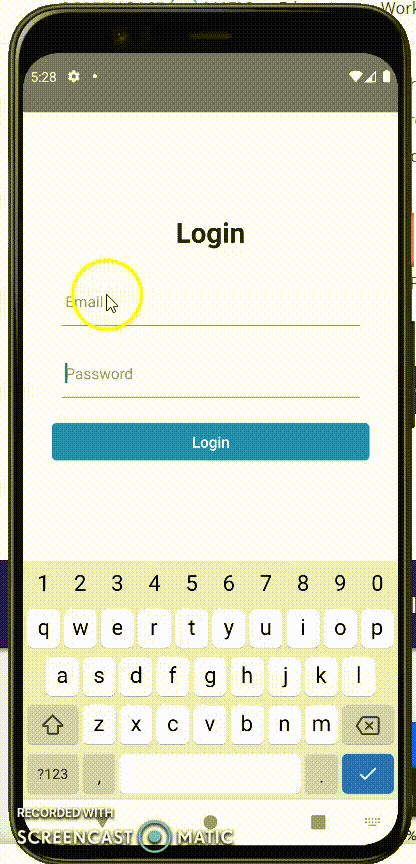 Work
5:28
Login
Email
Password
Login
1 2 3 4 5 6 7 8 9 0
q w e r t y u i o p
a s d f g h j k l
z x c v b n m
?123 , .
RECORDED WITH
SCREENCAST MATIC
%